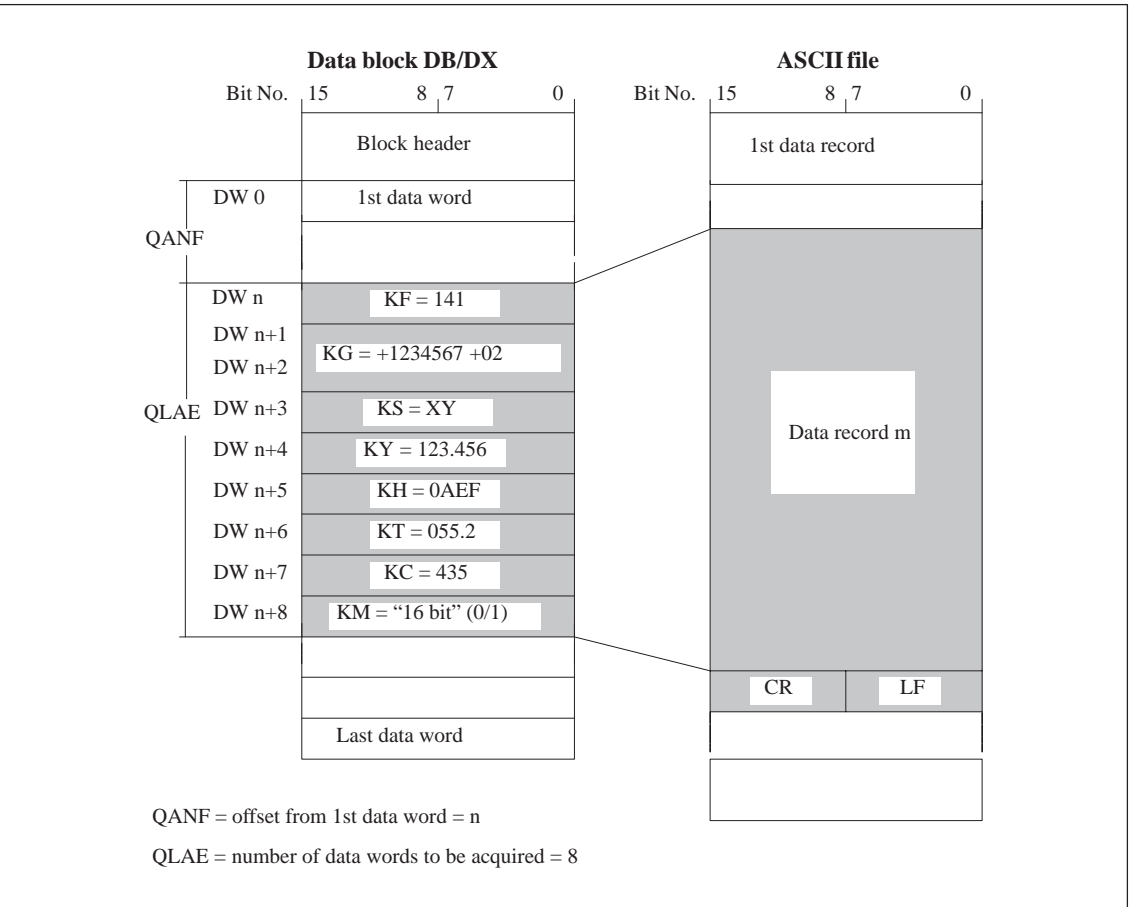 Data block DB/DX
ASCII file
Bit No. 15 8 7 0
Bit No. 15 8 7 0
Block header
1st data record
DW 0 1st data word
QANF
DW n KF = 141
DW n+1
KG = +1234567 +02
DW n+2
QLAE DW n+3 KS = XY
DW n+4 KY = 123.456
DW n+5 KH = 0AEF
DW n+6 KT = 055.2
DW n+7 KC = 435
DW n+8 KM = “16 bit” (0/1)
Data record m
CR LF
Last data word
QANF = offset from 1st data word = n
QLAE = number of data words to be acquired = 8